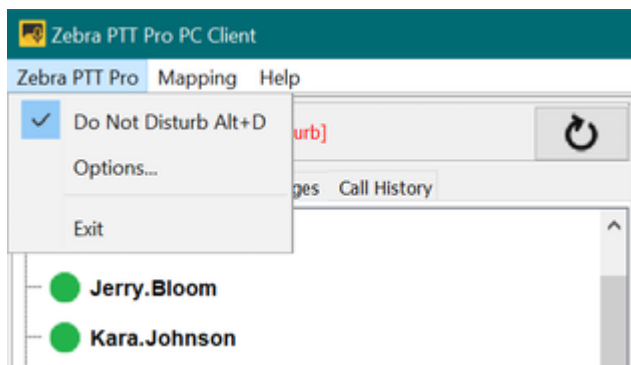 Zebra PTT Pro PC Client
Zebra PTT Pro Mapping Help
Do Not Disturb Alt+D
urb]
Options...
ges Call History
Exit
Jerry.Bloom
Kara.Johnson